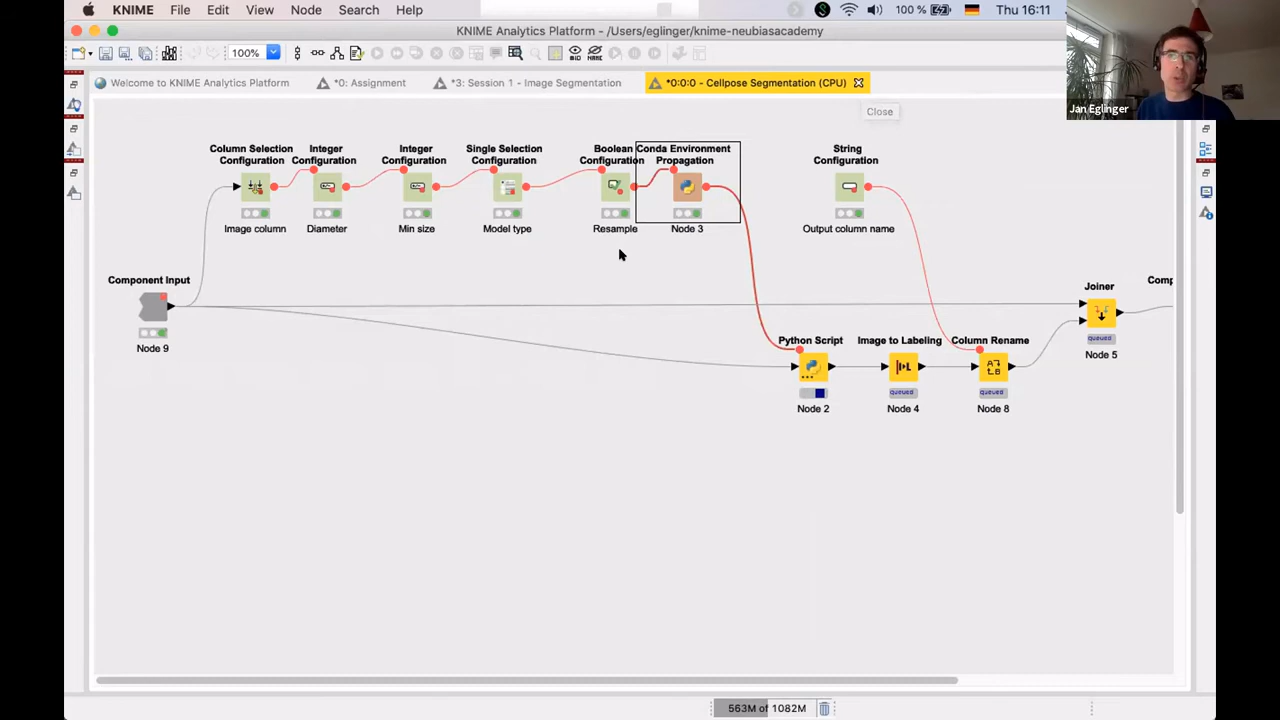 KNIME File Edit View Node Search Help
100 % Thu 16:11
KNIME Analytics Platform - /Users/eglinger/knime-neubiasacademy
100%
Welcome to KNIME Analytics Platform
*0: Assignment
*3: Session 1 - Image Segmentation
*0:0:0 - Cellpose Segmentation (CPU)
Close
Jan Eglinger
Column Selection
Configuration
Image column
Integer
Configuration
Diameter
Integer
Configuration
Min size
Single Selection
Configuration
Model type
Boolean
Configuration
Resample
Conda Environment
Propagation
Node 3
String
Configuration
Output column name
Component Input
Node 9
Python Script
Node 2
Image to Labeling
queued
Node 4
Column Rename
queued
Node 8
Joiner
queued
Node 5
Comp
563M of 1082M